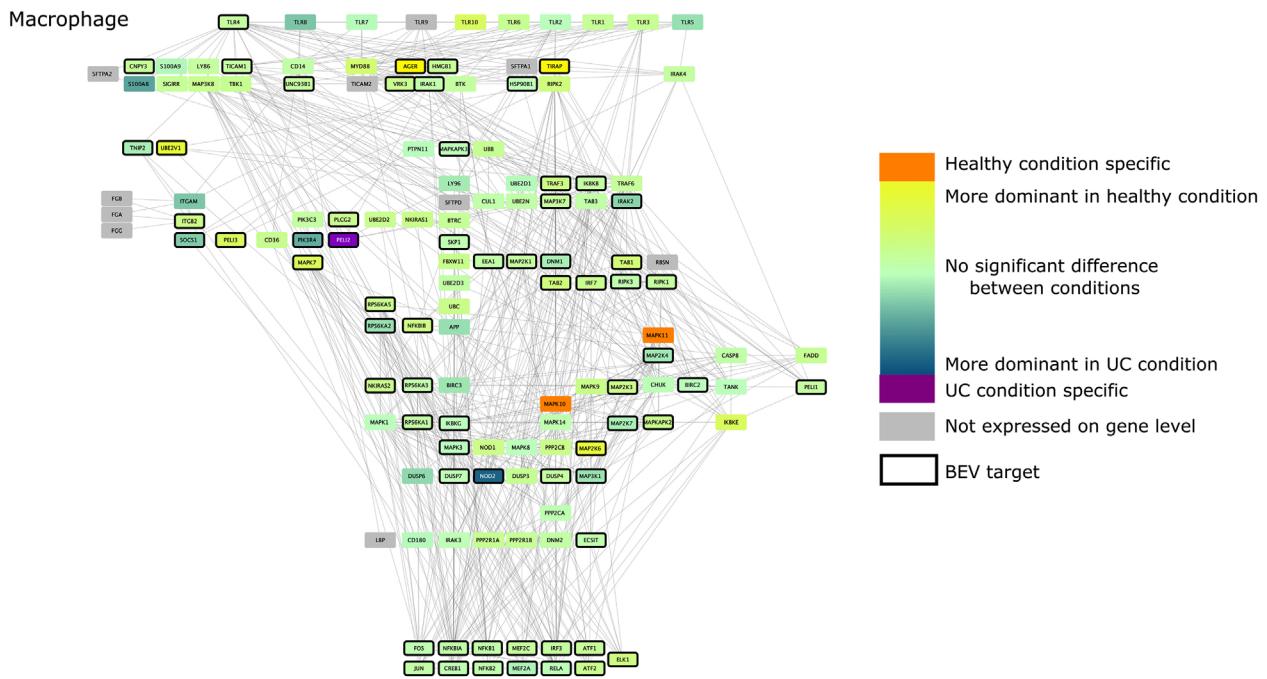 Macrophage
TLR4 TLR8 TLR7 TLR9 TLR10 TLR6 TLR2 TLR1 TLR3 TLR5
SFTPA2 CNPY3 S100A9 LY86 TICAM1 CD14 MYD88 AGER HMGB1 SFTPA1 TIRAP IRAK4
S100A8 SIGIRR MAP3K8 TBK1 UNC93B1 TICAM2 VRK3 IRAK1 BTK HSP90B1 RIPK2
TNIP2 UBE2V1 PTPN11 MAPKAPK3 UBB
LY96 UBE2D1 TRAF3 IKBKB TRAF6
FGB ITGAM SFTPD CUL1 UBE2N MAP3K7 TAB3 IRAK2
FGA ITGB2 PIK3C3 PLCG2 UBE2D2 NKIRAS1 BTRC
FGG SOCS1 PELI3 CD36 PIK3R4 PELI2 SKP1
MAPK7 FBXW11 EEA1 MAP2K1 DNM1 TAB1 RBSN
UBE2D3 TAB2 IRF7 RIPK3 RIPK1
RPS6KA5 UBC
RPS6KA2 NFKBIB APP MAPK11
MAP2K4 CASP8 FADD
NKIRAS2 RPS6KA3 BIRC3 MAPK9 MAP2K3 CHUK BIRC2 TANK PELI1
MAPK10
MAPK1 RPS6KA1 IKBKG MAPK14 MAP2K7 MAPKAPK2 IKBKE
MAPK3 NOD1 MAPK8 PPP2CB MAP2K6
DUSP6 DUSP7 NOD2 DUSP3 DUSP4 MAP3K1
PPP2CA
LBP CD180 IRAK3 PPP2R1A PPP2R1B DNM2 ECSIT
FOS NFKBIA NFKB1 MEF2C IRF3 ATF1
ELK1
JUN CREB1 NFKB2 MEF2A RELA ATF2
Healthy condition specific
More dominant in healthy condition
No significant difference
between conditions
More dominant in UC condition
UC condition specific
Not expressed on gene level
BEV target